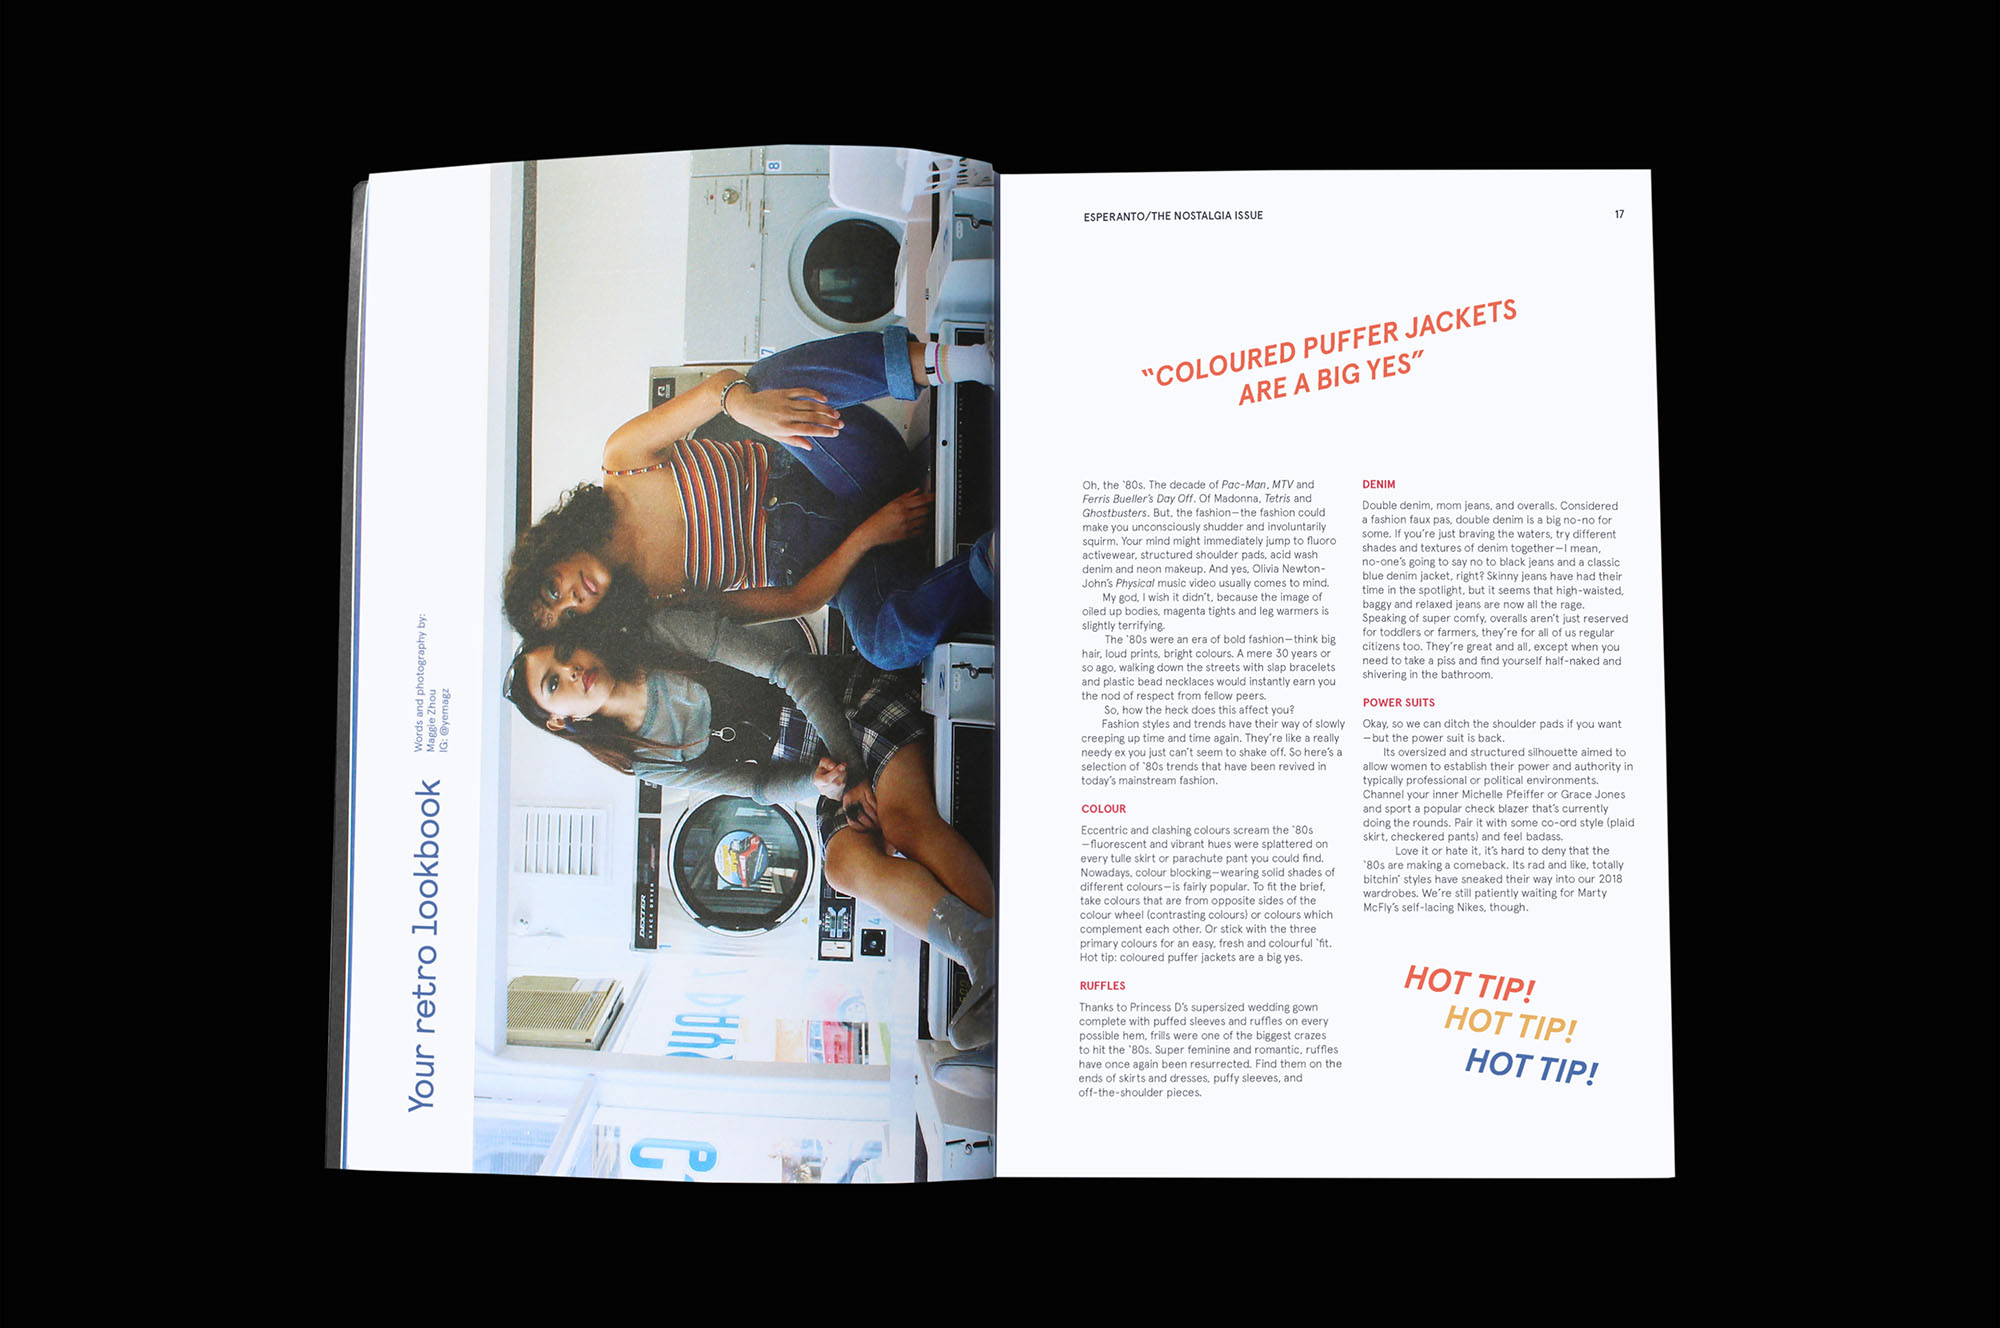 Your retro lookbook
Words and photography by:
Maggie Zhou
IG: @yemagz
8
7
DEXTER
STACK DRYER
1
4
ESPERANTO/THE NOSTALGIA ISSUE
17
“COLOURED PUFFER JACKETS
ARE A BIG YES”
Oh, the ‘80s. The decade of Pac-Man, MTV and
Ferris Bueller’s Day Off. Of Madonna, Tetris and
Ghostbusters. But, the fashion—the fashion could
make you unconsciously shudder and involuntarily
squirm. Your mind might immediately jump to fluoro
activewear, structured shoulder pads, acid wash
denim and neon makeup. And yes, Olivia Newton-
John’s Physical music video usually comes to mind.
My god, I wish it didn’t, because the image of
oiled up bodies, magenta tights and leg warmers is
slightly terrifying.
The ‘80s were an era of bold fashion—think big
hair, loud prints, bright colours. A mere 30 years or
so ago, walking down the streets with slap bracelets
and plastic bead necklaces would instantly earn you
the nod of respect from fellow peers.
So, how the heck does this affect you?
Fashion styles and trends have their way of slowly
creeping up time and time again. They’re like a really
needy ex you just can’t seem to shake off. So here’s a
selection of ‘80s trends that have been revived in
today’s mainstream fashion.
COLOUR
Eccentric and clashing colours scream the ‘80s
—fluorescent and vibrant hues were splattered on
every tulle skirt or parachute pant you could find.
Nowadays, colour blocking—wearing solid shades of
different colours—is fairly popular. To fit the brief,
take colours that are from opposite sides of the
colour wheel (contrasting colours) or colours which
complement each other. Or stick with the three
primary colours for an easy, fresh and colourful ‘fit.
Hot tip: coloured puffer jackets are a big yes.
RUFFLES
Thanks to Princess D’s supersized wedding gown
complete with puffed sleeves and ruffles on every
possible hem, frills were one of the biggest crazes
to hit the ‘80s. Super feminine and romantic, ruffles
have once again been resurrected. Find them on the
ends of skirts and dresses, puffy sleeves, and
off-the-shoulder pieces.
DENIM
Double denim, mom jeans, and overalls. Considered
a fashion faux pas, double denim is a big no-no for
some. If you’re just braving the waters, try different
shades and textures of denim together—I mean,
no-one’s going to say no to black jeans and a classic
blue denim jacket, right? Skinny jeans have had their
time in the spotlight, but it seems that high-waisted,
baggy and relaxed jeans are now all the rage.
Speaking of super comfy, overalls aren’t just reserved
for toddlers or farmers, they’re for all of us regular
citizens too. They’re great and all, except when you
need to take a piss and find yourself half-naked and
shivering in the bathroom.
POWER SUITS
Okay, so we can ditch the shoulder pads if you want
—but the power suit is back.
Its oversized and structured silhouette aimed to
allow women to establish their power and authority in
typically professional or political environments.
Channel your inner Michelle Pfeiffer or Grace Jones
and sport a popular check blazer that’s currently
doing the rounds. Pair it with some co-ord style (plaid
skirt, checkered pants) and feel badass.
Love it or hate it, it’s hard to deny that the
‘80s are making a comeback. Its rad and like, totally
bitchin’ styles have sneaked their way into our 2018
wardrobes. We’re still patiently waiting for Marty
McFly’s self-lacing Nikes, though.
HOT TIP!
HOT TIP!
HOT TIP!